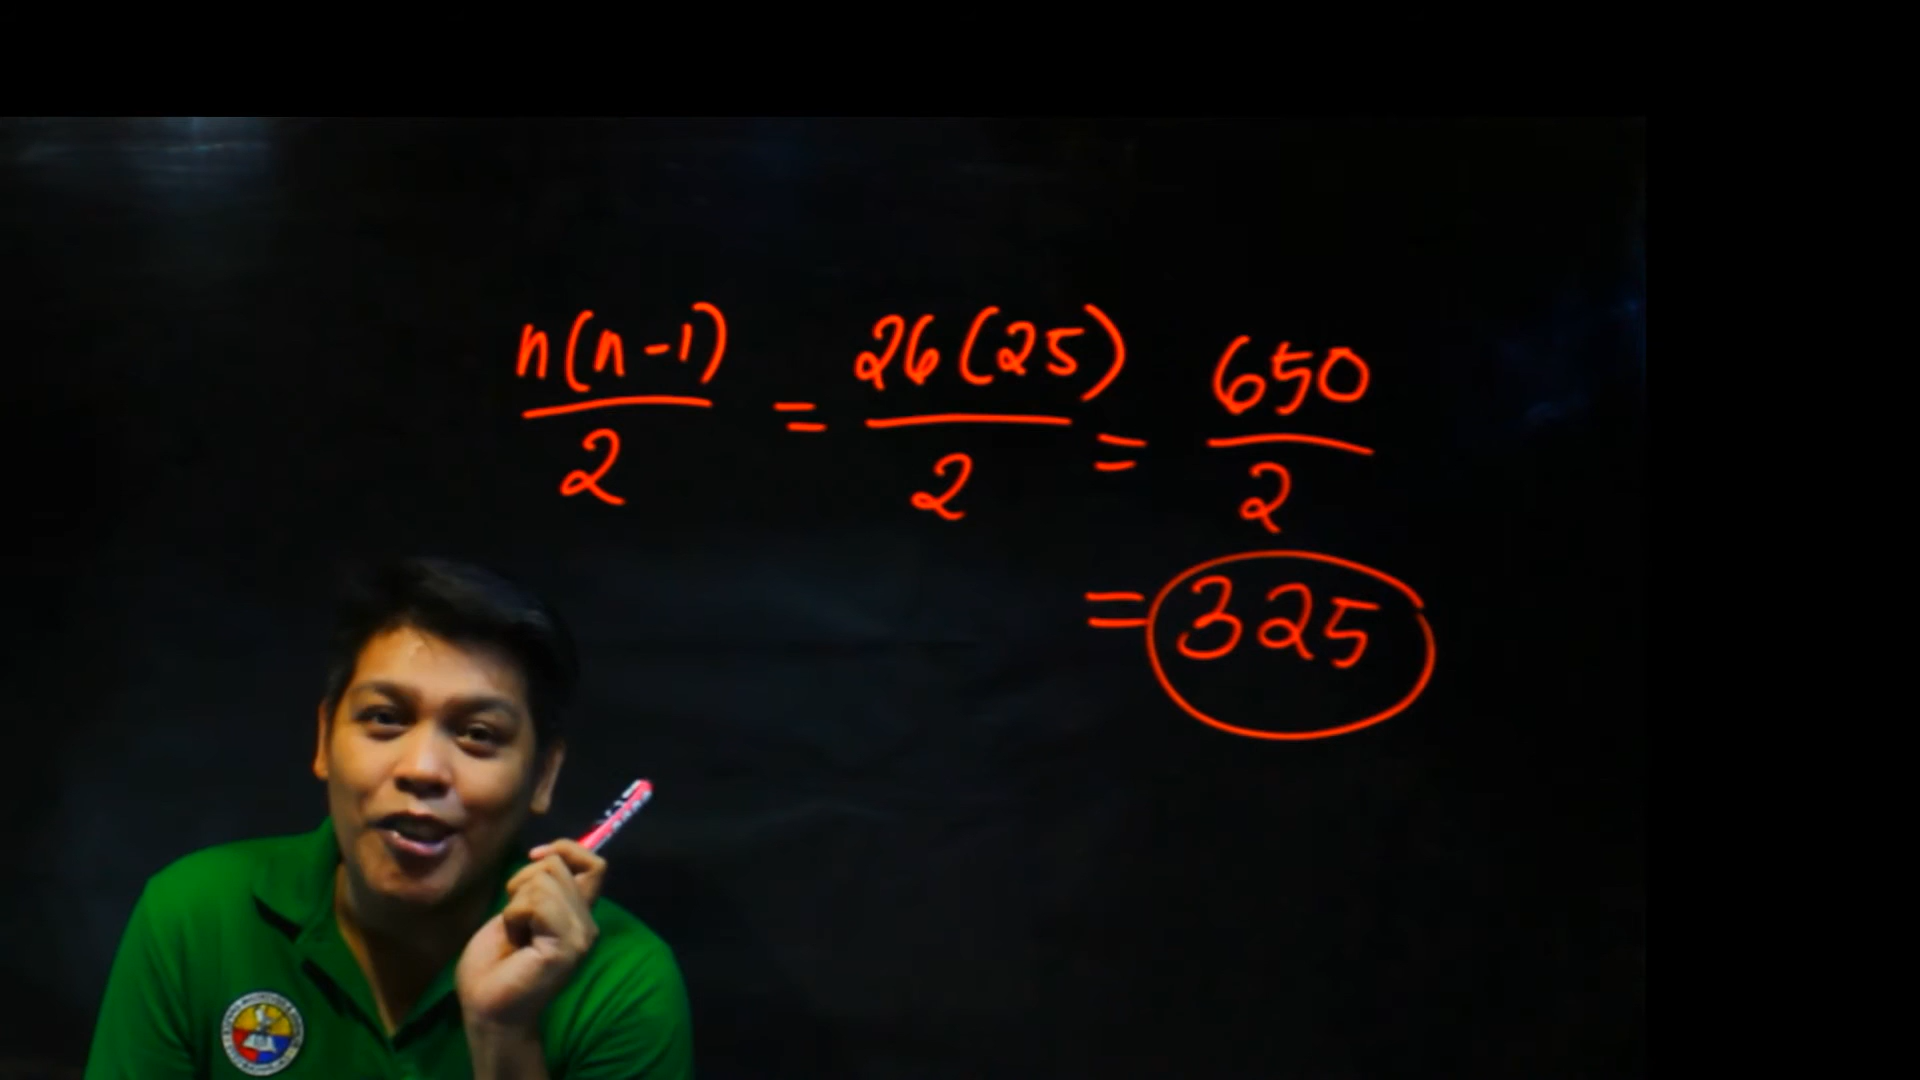 n(n-1)/2 = 26(25)/2 = 650/2
= 325